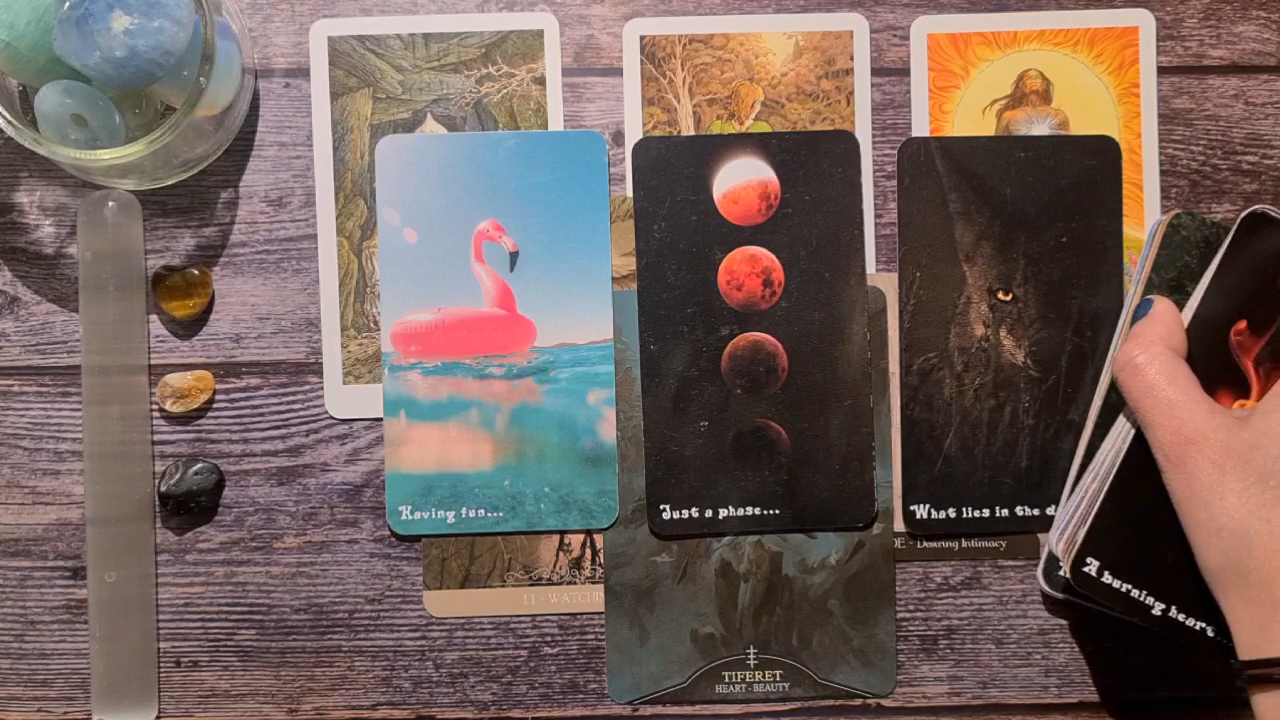 Having fun...
Just a phase...
What lies in the d
DE - Desiring Intimacy
A burning heart...
11 - WATCHIN
TIFERET
HEART - BEAUTY